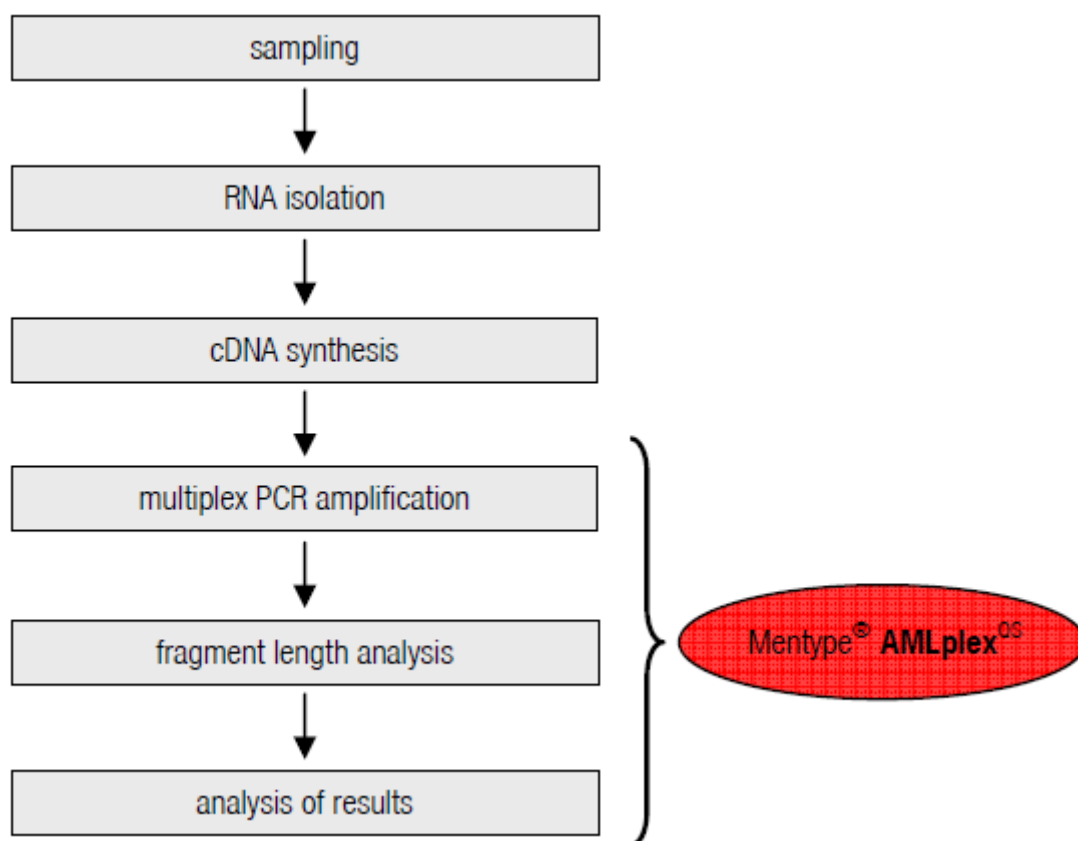 sampling
RNA isolation
cDNA synthesis
multiplex PCR amplification
fragment length analysis
Mentype® AMLplexQS
analysis of results